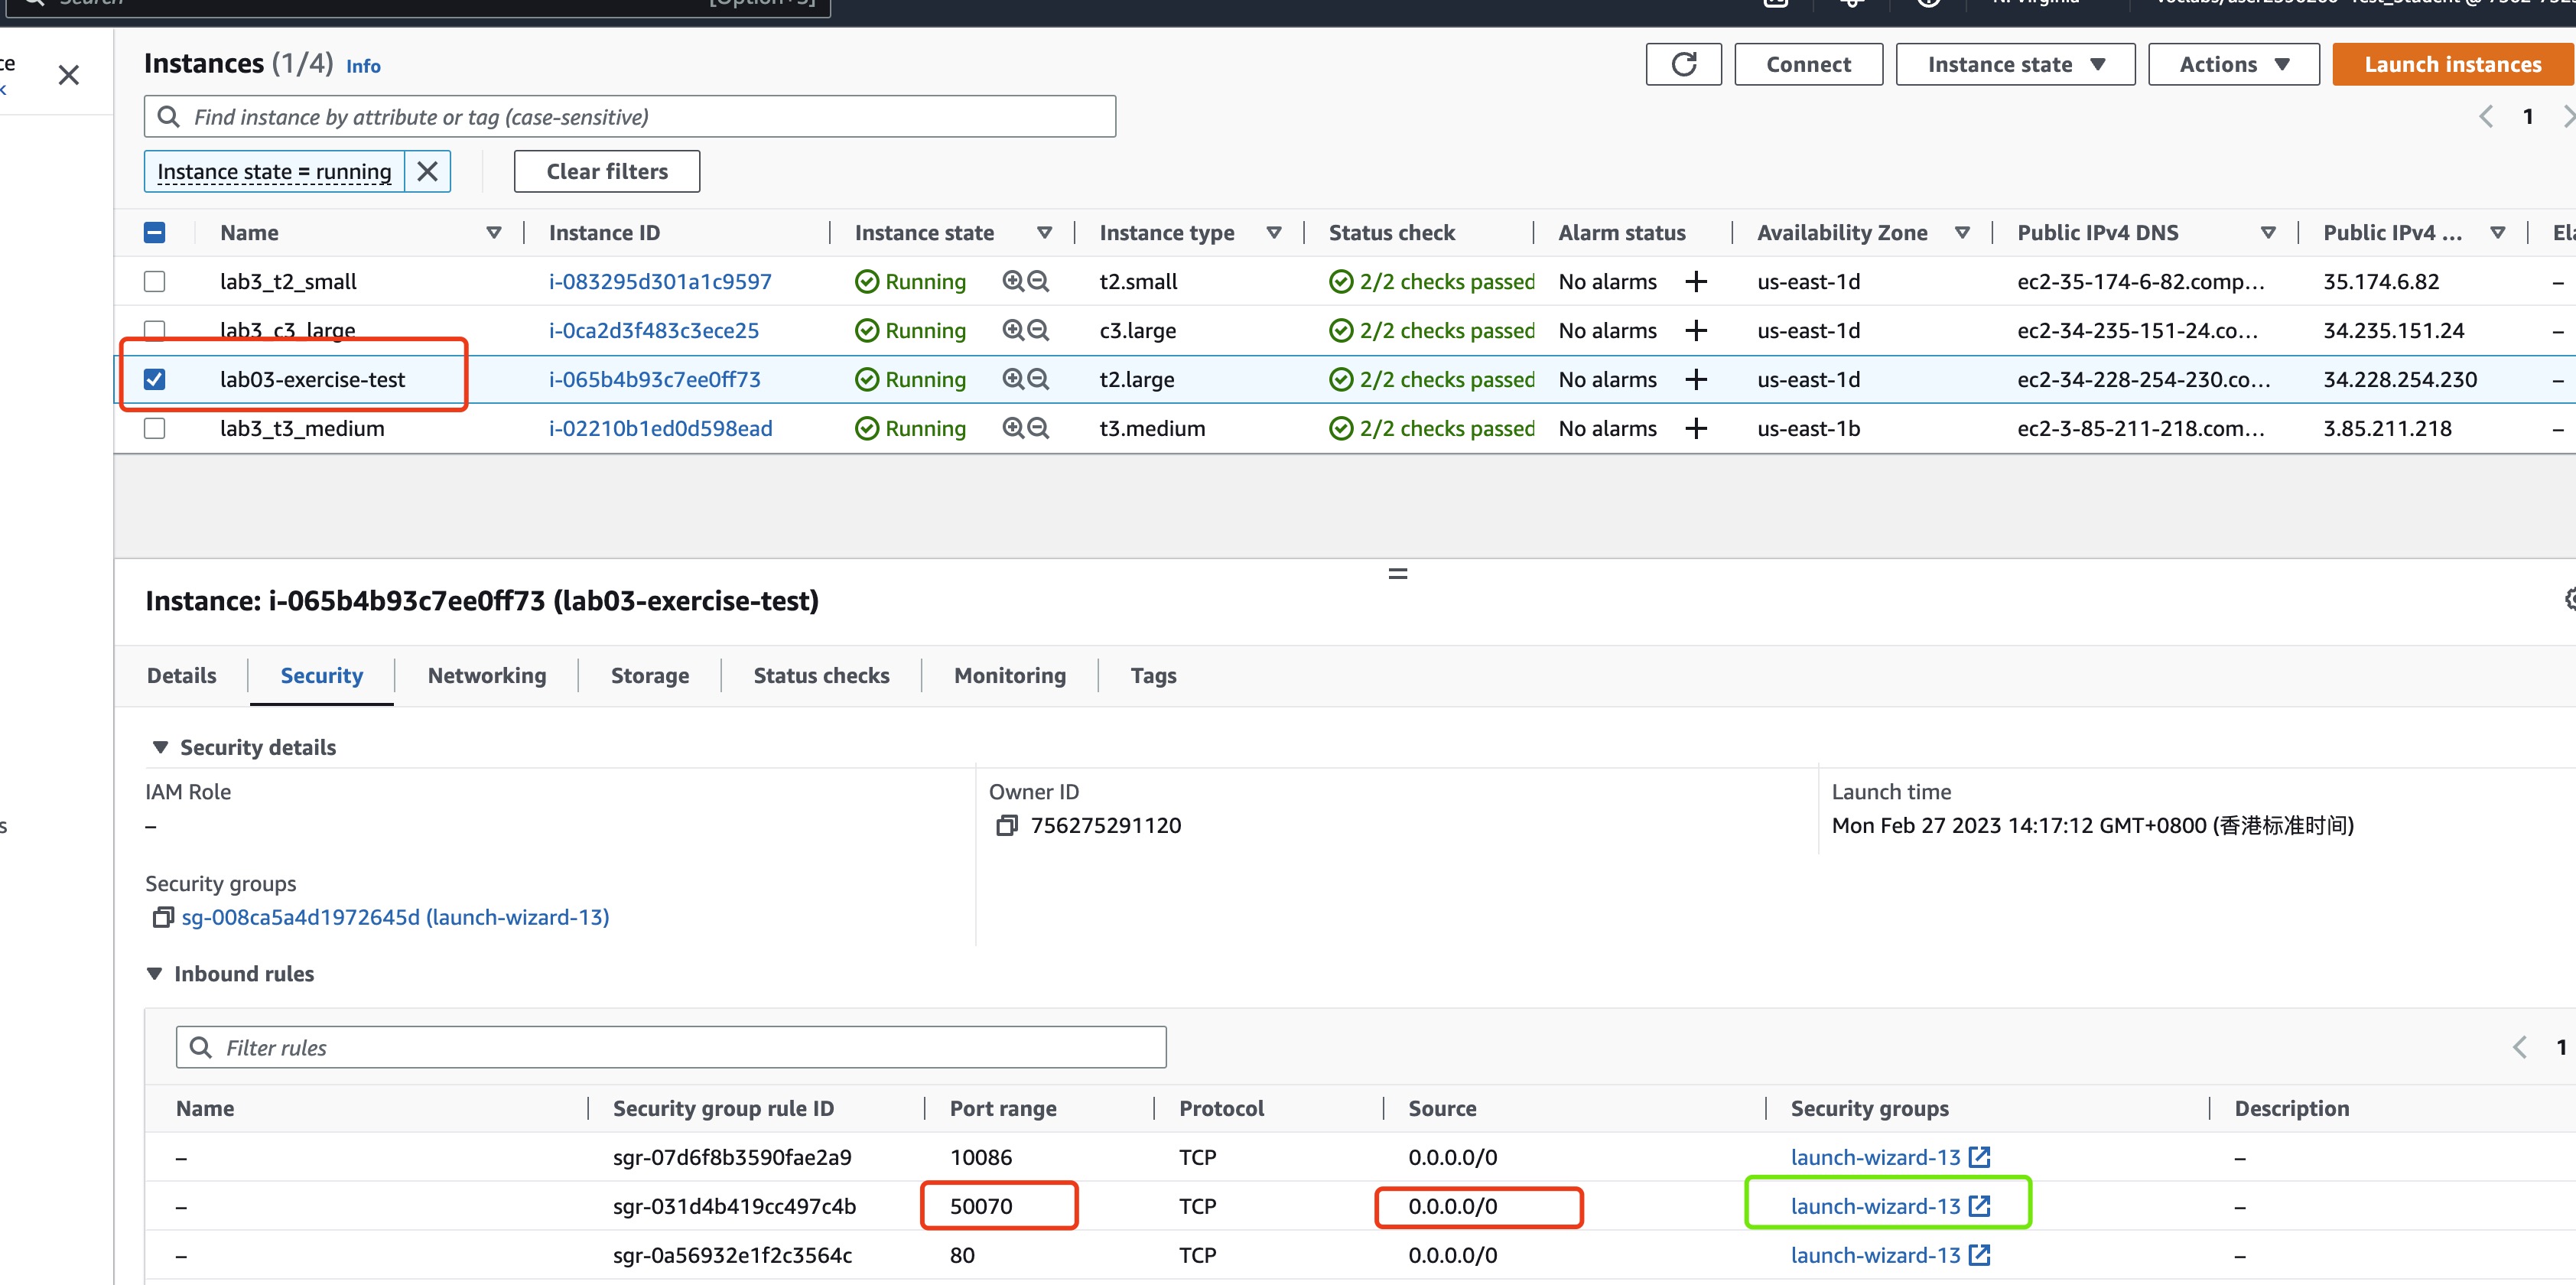 Search [Option+S] N. Virginia
ce
Instances (1/4) Info Connect Instance state Actions Launch instances
k
Find instance by attribute or tag (case-sensitive) 1
Instance state = running Clear filters
Name Instance ID Instance state Instance type Status check Alarm status Availability Zone Public IPv4 DNS Public IPv4 ... Ela
lab3_t2_small i-083295d301a1c9597 Running t2.small 2/2 checks passed No alarms + us-east-1d ec2-35-174-6-82.comp... 35.174.6.82 –
lab3_c3_large i-0ca2d3f483c3ece25 Running c3.large 2/2 checks passed No alarms + us-east-1d ec2-34-235-151-24.co... 34.235.151.24 –
lab03-exercise-test i-065b4b93c7ee0ff73 Running t2.large 2/2 checks passed No alarms + us-east-1d ec2-34-228-254-230.co... 34.228.254.230 –
lab3_t3_medium i-02210b1ed0d598ead Running t3.medium 2/2 checks passed No alarms + us-east-1b ec2-3-85-211-218.com... 3.85.211.218 –
Instance: i-065b4b93c7ee0ff73 (lab03-exercise-test)
Details Security Networking Storage Status checks Monitoring Tags
Security details
IAM Role Owner ID Launch time
– 756275291120 Mon Feb 27 2023 14:17:12 GMT+0800 (香港标准时间)
s
Security groups
sg-008ca5a4d1972645d (launch-wizard-13)
Inbound rules
Filter rules 1
Name Security group rule ID Port range Protocol Source Security groups Description
– sgr-07d6f8b3590fae2a9 10086 TCP 0.0.0.0/0 launch-wizard-13 –
– sgr-031d4b419cc497c4b 50070 TCP 0.0.0.0/0 launch-wizard-13 –
– sgr-0a56932e1f2c3564c 80 TCP 0.0.0.0/0 launch-wizard-13 –